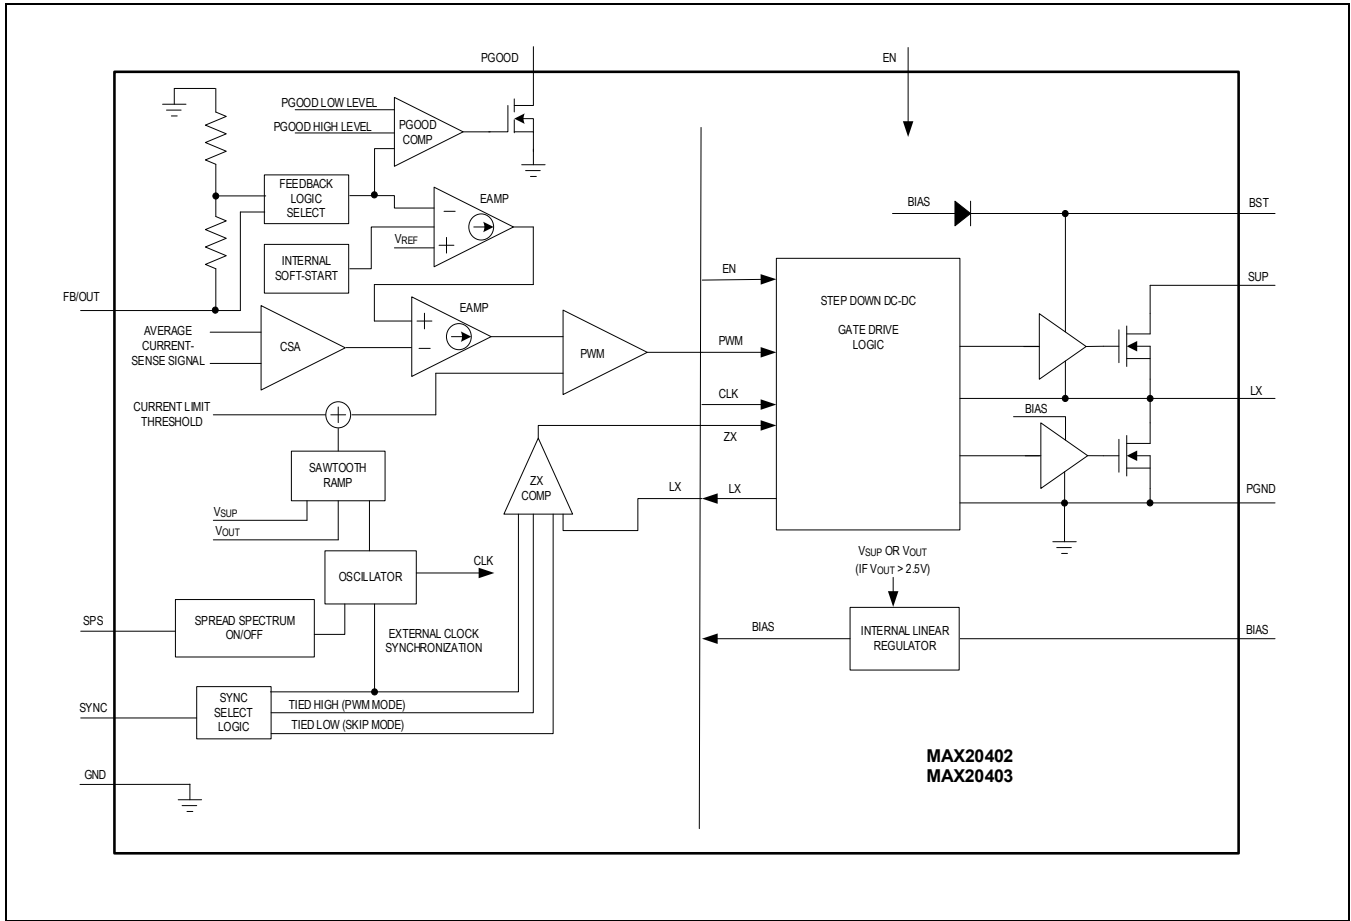 PGOOD
EN
PGOOD LOW LEVEL
PGOOD HIGH LEVEL
PGOOD
COMP
FEEDBACK
LOGIC
SELECT
EAMP
−
+
VREF
INTERNAL
SOFT-START
BIAS
BST
EN
STEP DOWN DC-DC
GATE DRIVE
LOGIC
SUP
FB/OUT
AVERAGE
CURRENT-
SENSE SIGNAL
CSA
EAMP
+
−
PWM
PWM
CURRENT LIMIT
THRESHOLD
+
CLK
ZX
LX
BIAS
SAWTOOTH
RAMP
VSUP
VOUT
ZX
COMP
LX
LX
PGND
OSCILLATOR
CLK
VSUP OR VOUT
(IF VOUT > 2.5V)
SPS
SPREAD SPECTRUM
ON/OFF
EXTERNAL CLOCK
SYNCHRONIZATION
BIAS
INTERNAL LINEAR
REGULATOR
BIAS
SYNC
SYNC
SELECT
LOGIC
TIED HIGH (PWM MODE)
TIED LOW (SKIP MODE)
GND
MAX20402
MAX20403